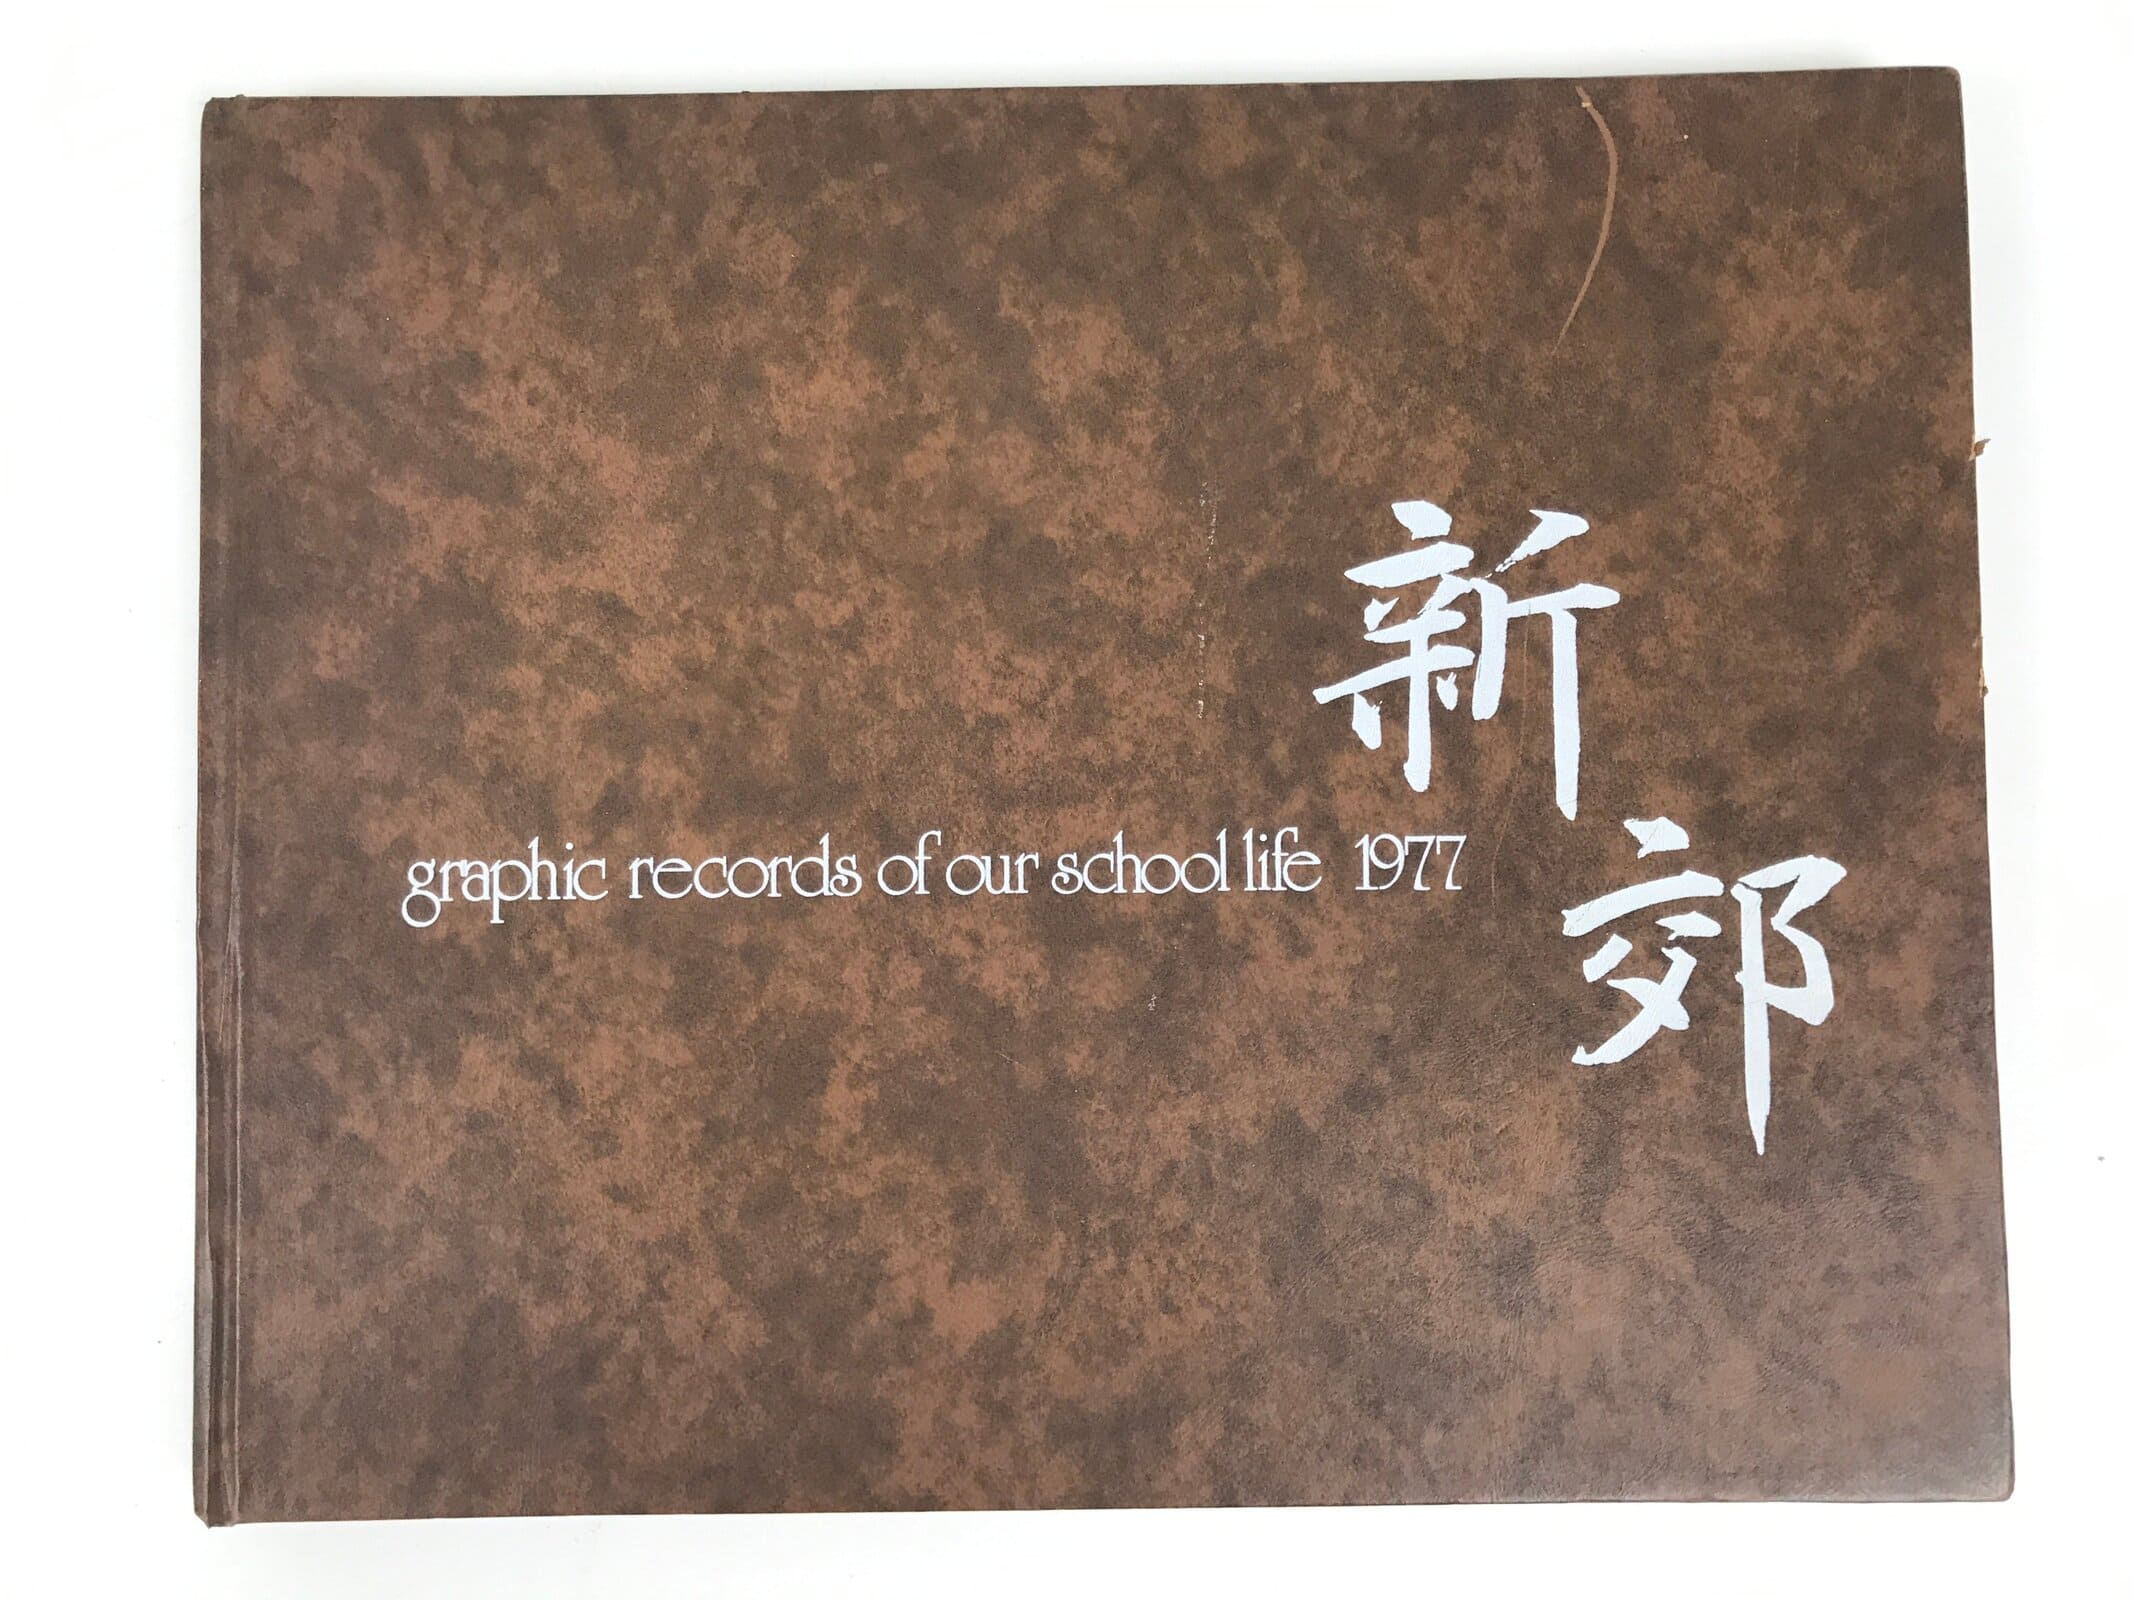 新郊
graphic records of our school life 1977